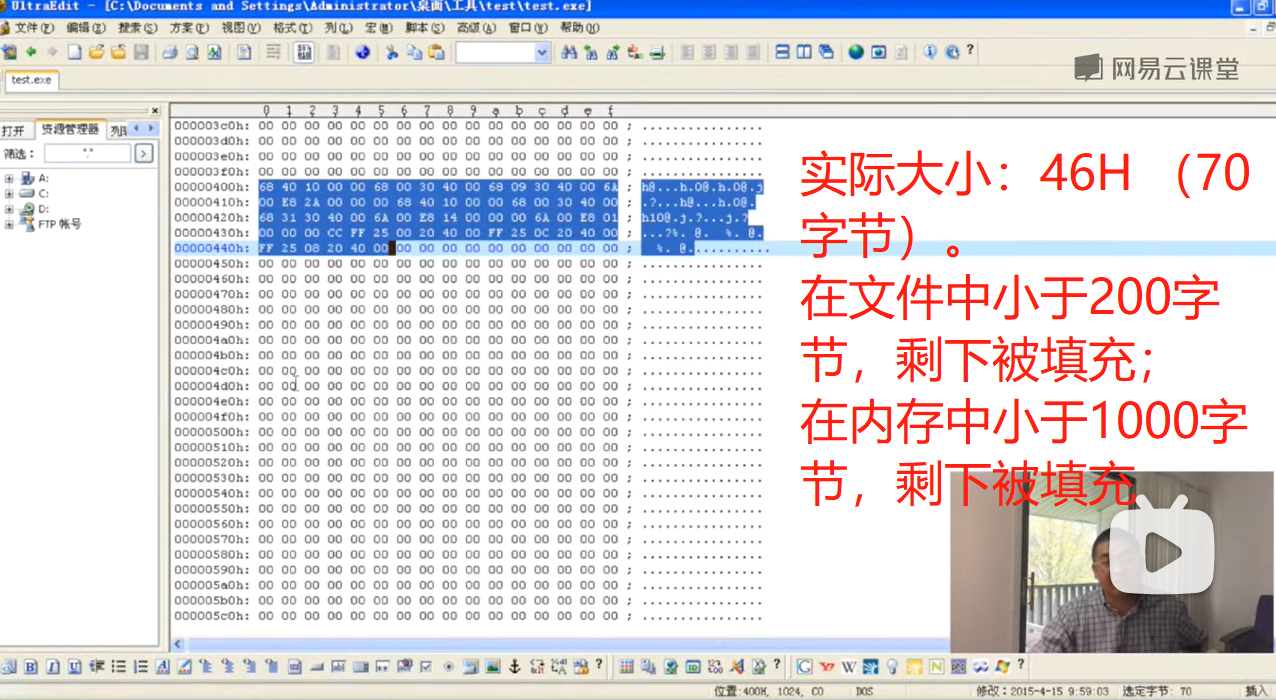 UltraEdit - [C:\Documents and Settings\Administrator\桌面\工具\test\test.exe]
文件(F) 编辑(E) 搜索(S) 方案(P) 视图(V) 格式(T) 列(L) 宏(M) 脚本(S) 高级(A) 窗口(W) 帮助(H)
网易云课堂
test.exe
打开 资源管理器
筛选: *.*
A:
C:
D:
FTP 帐号
0 1 2 3 4 5 6 7 8 9 a b c d e f
000003c0h: 00 00 00 00 00 00 00 00 00 00 00 00 00 00 00 00 ; ................
000003d0h: 00 00 00 00 00 00 00 00 00 00 00 00 00 00 00 00 ; ................
000003e0h: 00 00 00 00 00 00 00 00 00 00 00 00 00 00 00 00 ; ................
000003f0h: 00 00 00 00 00 00 00 00 00 00 00 00 00 00 00 00 ; ................
00000400h: 68 40 10 00 00 68 00 30 40 00 68 09 30 40 00 6A ; h@...h.0@.h.0@.j
00000410h: 00 E8 2A 00 00 00 68 40 10 00 00 68 00 30 40 00 ; .?...h@...h.0@.
00000420h: 68 31 30 40 00 6A 00 E8 14 00 00 00 6A 00 E8 01 ; h10@.j.?...j.?
00000430h: 00 00 00 CC FF 25 00 20 40 00 FF 25 0C 20 40 00 ; ...?%. @. %. @.
00000440h: FF 25 08 20 40 00 00 00 00 00 00 00 00 00 00 00 ; %. @...........
00000450h: 00 00 00 00 00 00 00 00 00 00 00 00 00 00 00 00 ; ................
00000460h: 00 00 00 00 00 00 00 00 00 00 00 00 00 00 00 00 ; ................
00000470h: 00 00 00 00 00 00 00 00 00 00 00 00 00 00 00 00 ; ................
00000480h: 00 00 00 00 00 00 00 00 00 00 00 00 00 00 00 00 ; ................
00000490h: 00 00 00 00 00 00 00 00 00 00 00 00 00 00 00 00 ; ................
000004a0h: 00 00 00 00 00 00 00 00 00 00 00 00 00 00 00 00 ; ................
000004b0h: 00 00 00 00 00 00 00 00 00 00 00 00 00 00 00 00 ; ................
000004c0h: 00 00 00 00 00 00 00 00 00 00 00 00 00 00 00 00 ; ................
000004d0h: 00 00 00 00 00 00 00 00 00 00 00 00 00 00 00 00 ; ................
000004e0h: 00 00 00 00 00 00 00 00 00 00 00 00 00 00 00 00 ; ................
000004f0h: 00 00 00 00 00 00 00 00 00 00 00 00 00 00 00 00 ; ................
00000500h: 00 00 00 00 00 00 00 00 00 00 00 00 00 00 00 00 ; ................
00000510h: 00 00 00 00 00 00 00 00 00 00 00 00 00 00 00 00 ; ................
00000520h: 00 00 00 00 00 00 00 00 00 00 00 00 00 00 00 00 ; ................
00000530h: 00 00 00 00 00 00 00 00 00 00 00 00 00 00 00 00 ; ................
00000540h: 00 00 00 00 00 00 00 00 00 00 00 00 00 00 00 00 ; ................
00000550h: 00 00 00 00 00 00 00 00 00 00 00 00 00 00 00 00 ; ................
00000560h: 00 00 00 00 00 00 00 00 00 00 00 00 00 00 00 00 ; ................
00000570h: 00 00 00 00 00 00 00 00 00 00 00 00 00 00 00 00 ; ................
00000580h: 00 00 00 00 00 00 00 00 00 00 00 00 00 00 00 00 ; ................
00000590h: 00 00 00 00 00 00 00 00 00 00 00 00 00 00 00 00 ; ................
000005a0h: 00 00 00 00 00 00 00 00 00 00 00 00 00 00 00 00 ; ................
000005b0h: 00 00 00 00 00 00 00 00 00 00 00 00 00 00 00 00 ; ................
000005c0h: 00 00 00 00 00 00 00 00 00 00 00 00 00 00 00 00 ; ................
实际大小：46H （70
字节）。
在文件中小于200字
节，剩下被填充；
在内存中小于1000字
节，剩下被填充
位置: 400H, 1024, C0 DOS 修改: 2015-4-15 9:59:03 选定字节: 70 插入